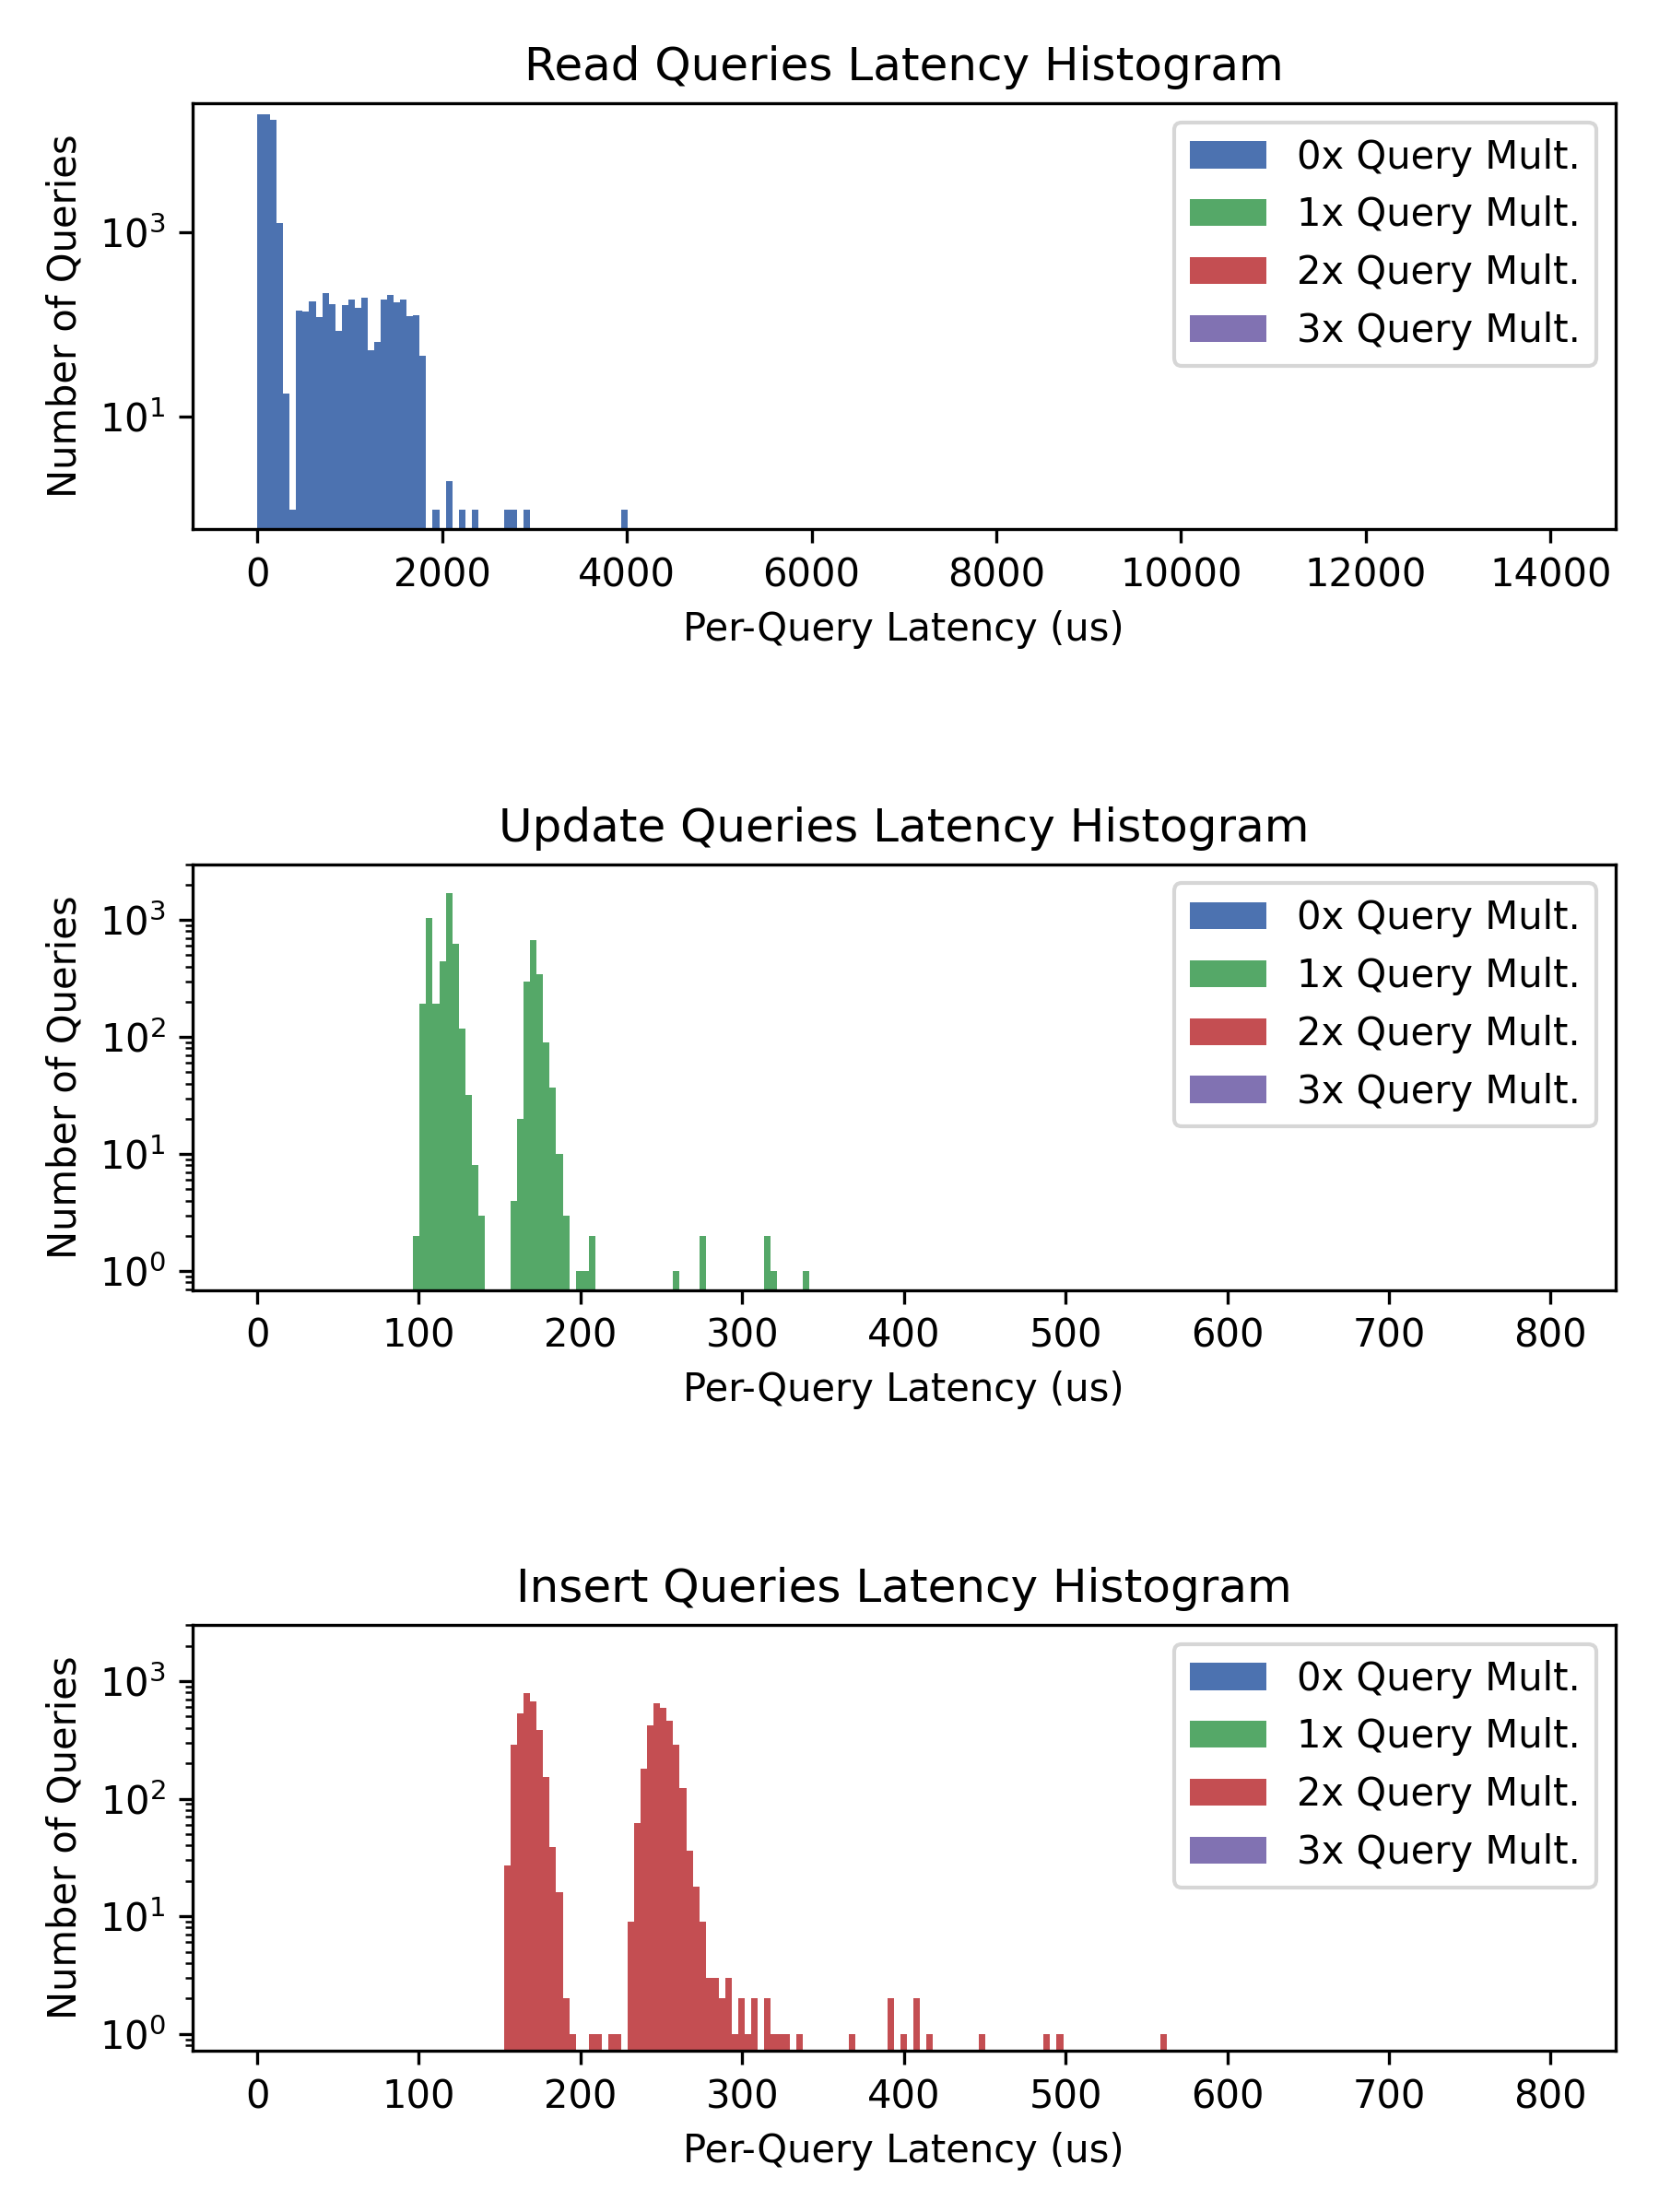 Read Queries Latency Histogram
Number of Queries
10³
10¹
0x Query Mult.
1x Query Mult.
2x Query Mult.
3x Query Mult.
0 2000 4000 6000 8000 10000 12000 14000
Per-Query Latency (us)
Update Queries Latency Histogram
Number of Queries
10³
10²
10¹
10⁰
0x Query Mult.
1x Query Mult.
2x Query Mult.
3x Query Mult.
0 100 200 300 400 500 600 700 800
Per-Query Latency (us)
Insert Queries Latency Histogram
Number of Queries
10³
10²
10¹
10⁰
0x Query Mult.
1x Query Mult.
2x Query Mult.
3x Query Mult.
0 100 200 300 400 500 600 700 800
Per-Query Latency (us)